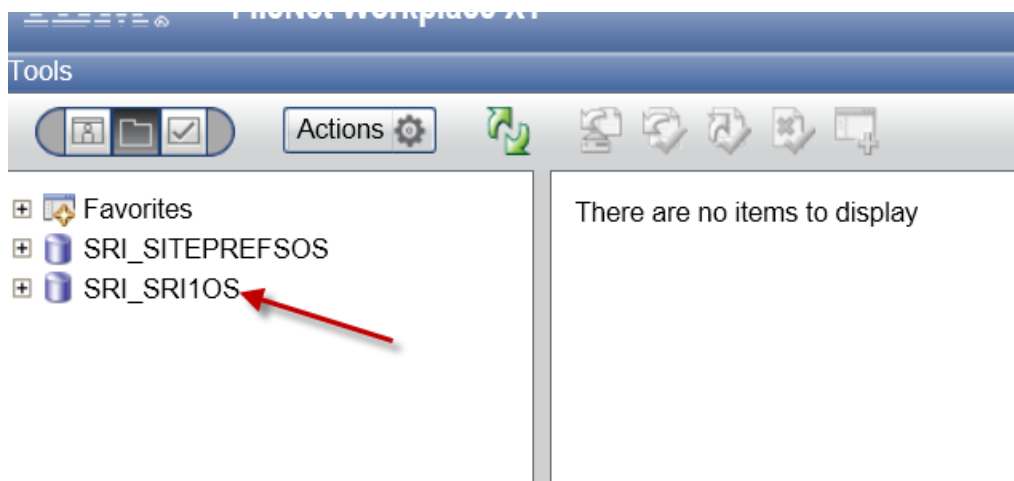 FileNet Workplace XT
Tools
Actions
Favorites
SRI_SITEPREFSOS
SRI_SRI1OS
There are no items to display